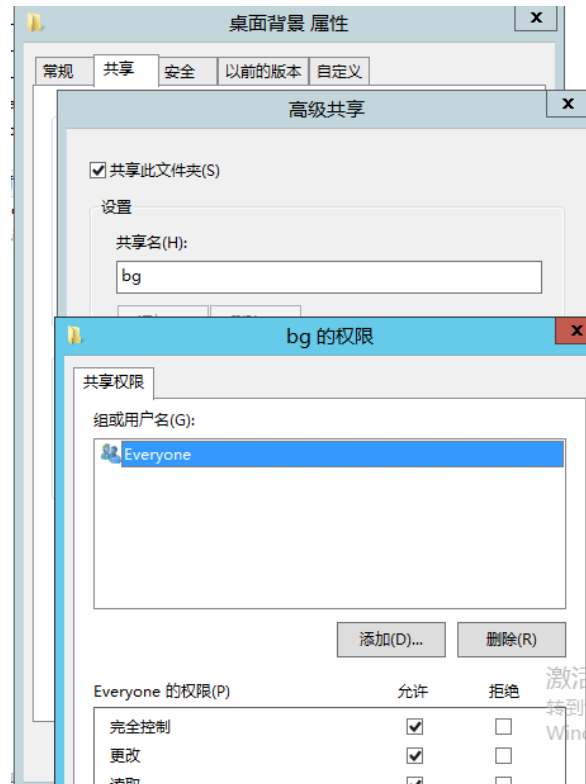 桌面背景 属性
x
常规 共享 安全 以前的版本 自定义
高级共享
x
共享此文件夹(S)
设置
共享名(H):
bg
bg 的权限
x
共享权限
组或用户名(G):
Everyone
添加(D)... 删除(R)
激活
Everyone 的权限(P) 允许 拒绝
转到
完全控制
Wind
更改
读取